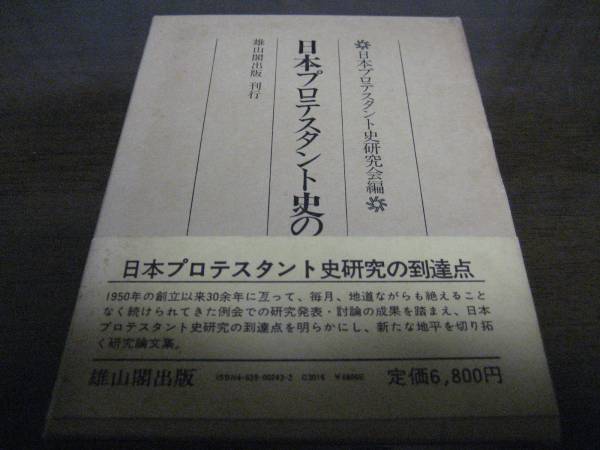 ❋日本プロテスタント史研究会編❋
日本プロテスタント史の
雄山閣出版 刊行
日本プロテスタント史研究の到達点
1950年の創立以来30余年に亙って、毎月、地道ながらも絶えること
なく続けられてきた例会での研究発表・討論の成果を踏まえ、日本
プロテスタント史研究の到達点を明らかにし、新たな地平を切り拓
く研究論文集。
雄山閣出版 ISBN4-639-00243-2 C3016 ¥6800E 定価6,800円